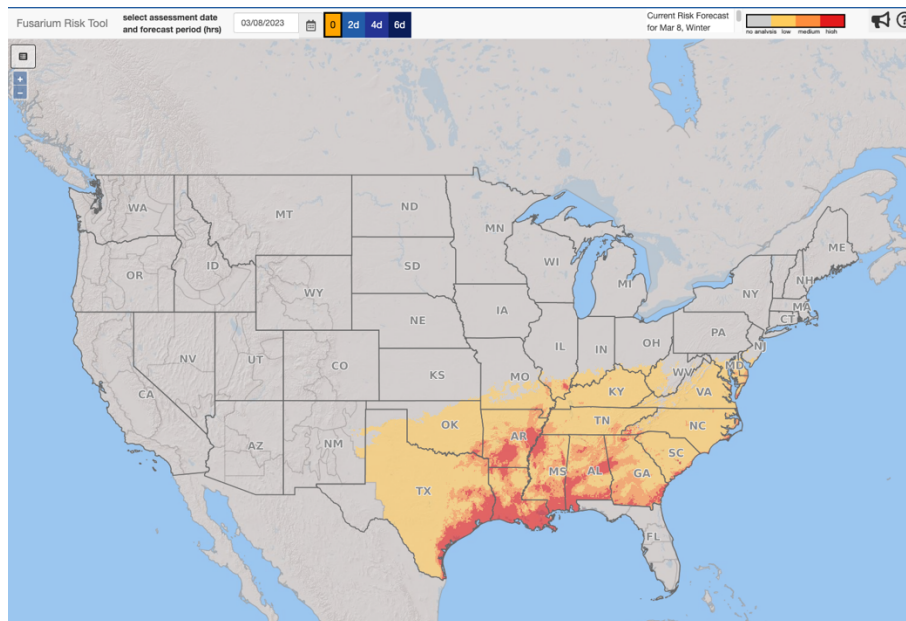 Fusarium Risk Tool
select assessment date
and forecast period (hrs)
03/08/2023
0 2d 4d 6d
Current Risk Forecast
for Mar 8, Winter
no analysis low medium high
?
+
−
WA
MT
ND
MN
ME
OR
ID
SD
WI
MI
NY
NH
MA
CT
WY
IA
PA
NJ
NE
IL
IN
OH
MD
NV
UT
CO
KS
MO
WV
VA
KY
CA
AZ
NM
OK
AR
TN
NC
SC
TX
MS
AL
GA
FL